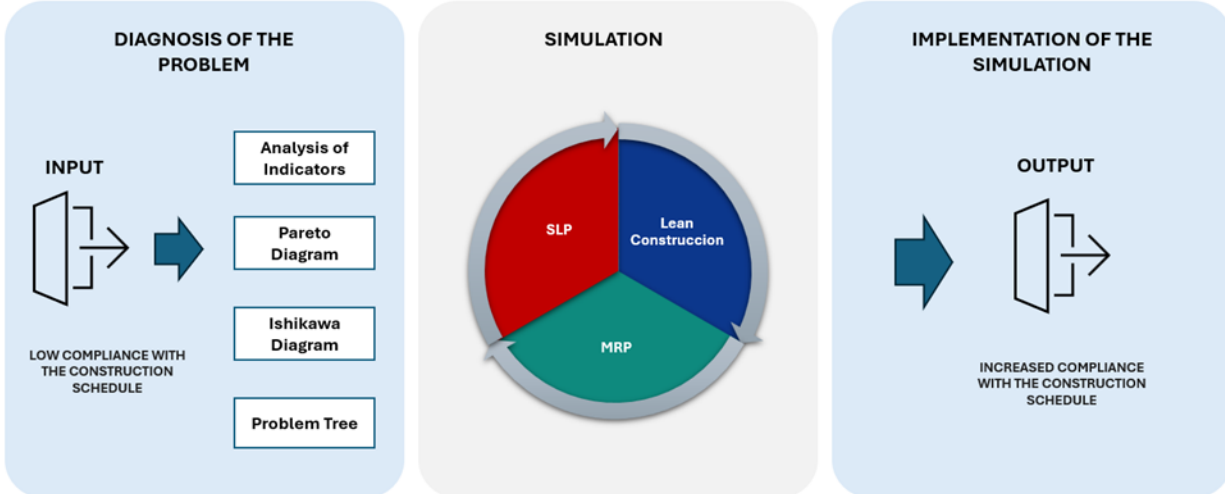 DIAGNOSIS OF THE
PROBLEM
INPUT
LOW COMPLIANCE WITH
THE CONSTRUCTION
SCHEDULE
Analysis of
Indicators
Pareto
Diagram
Ishikawa
Diagram
Problem Tree
SIMULATION
SLP
Lean
Construccion
MRP
IMPLEMENTATION OF THE
SIMULATION
OUTPUT
INCREASED COMPLIANCE
WITH THE CONSTRUCTION
SCHEDULE